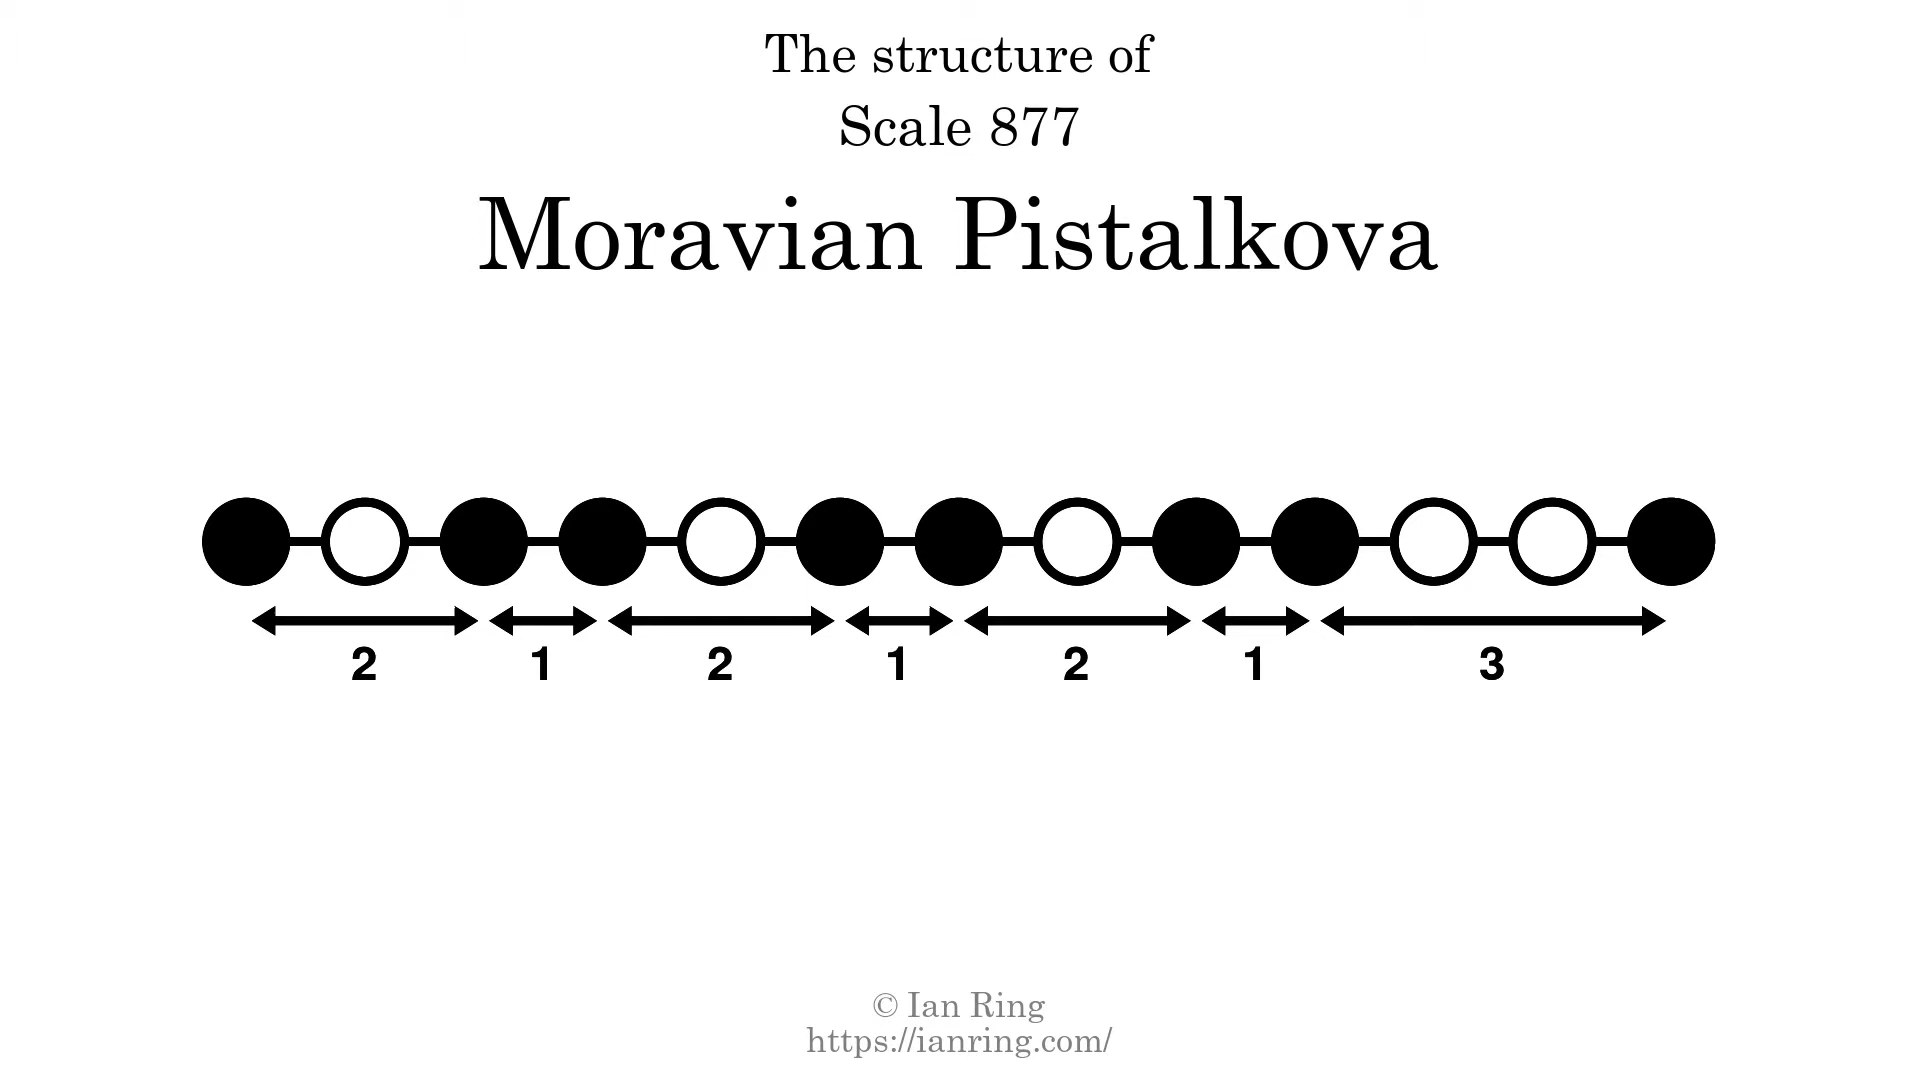 The structure of
Scale 877
Moravian Pistalkova
2 1 2 1 2 1 3
© Ian Ring
https://ianring.com/